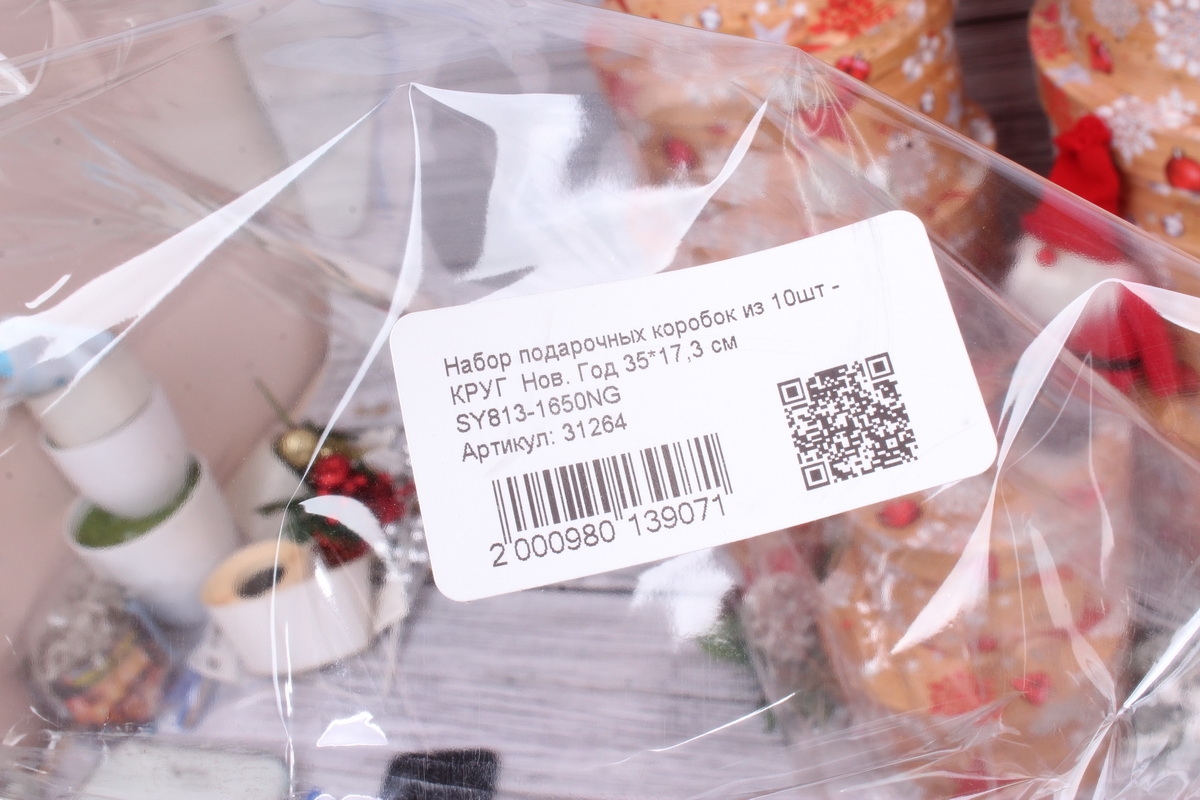 Набор подарочных коробок из 10шт -
КРУГ Нов. Год 35*17,3 см
SY813-1650NG
Артикул: 31264
2 000980 139071